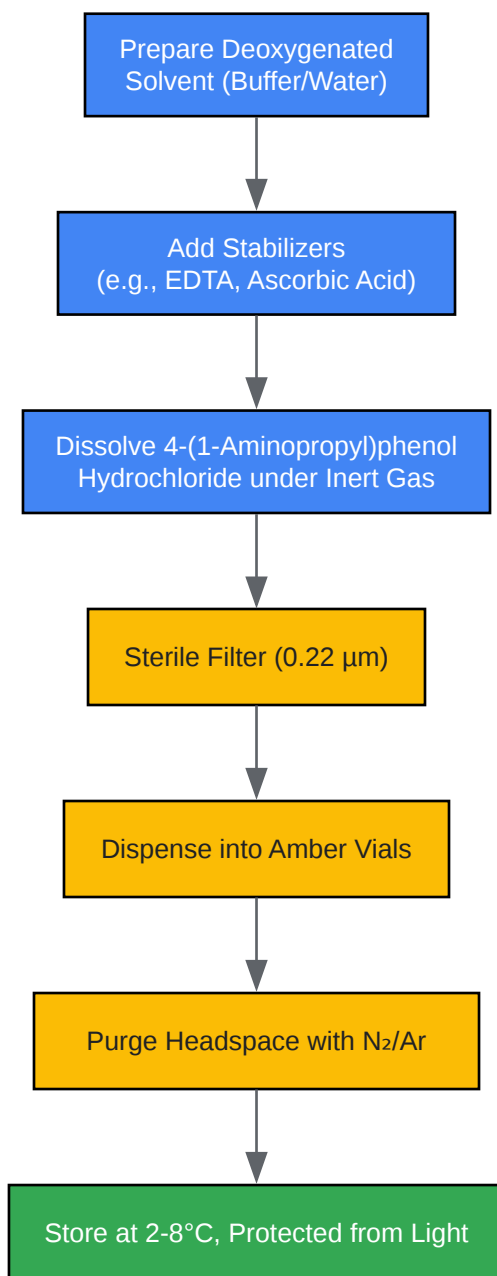 Prepare Deoxygenated
Solvent (Buffer/Water)
Add Stabilizers
(e.g., EDTA, Ascorbic Acid)
Dissolve 4-(1-Aminopropyl)phenol
Hydrochloride under Inert Gas
Sterile Filter (0.22 µm)
Dispense into Amber Vials
Purge Headspace with N₂/Ar
Store at 2-8°C, Protected from Light